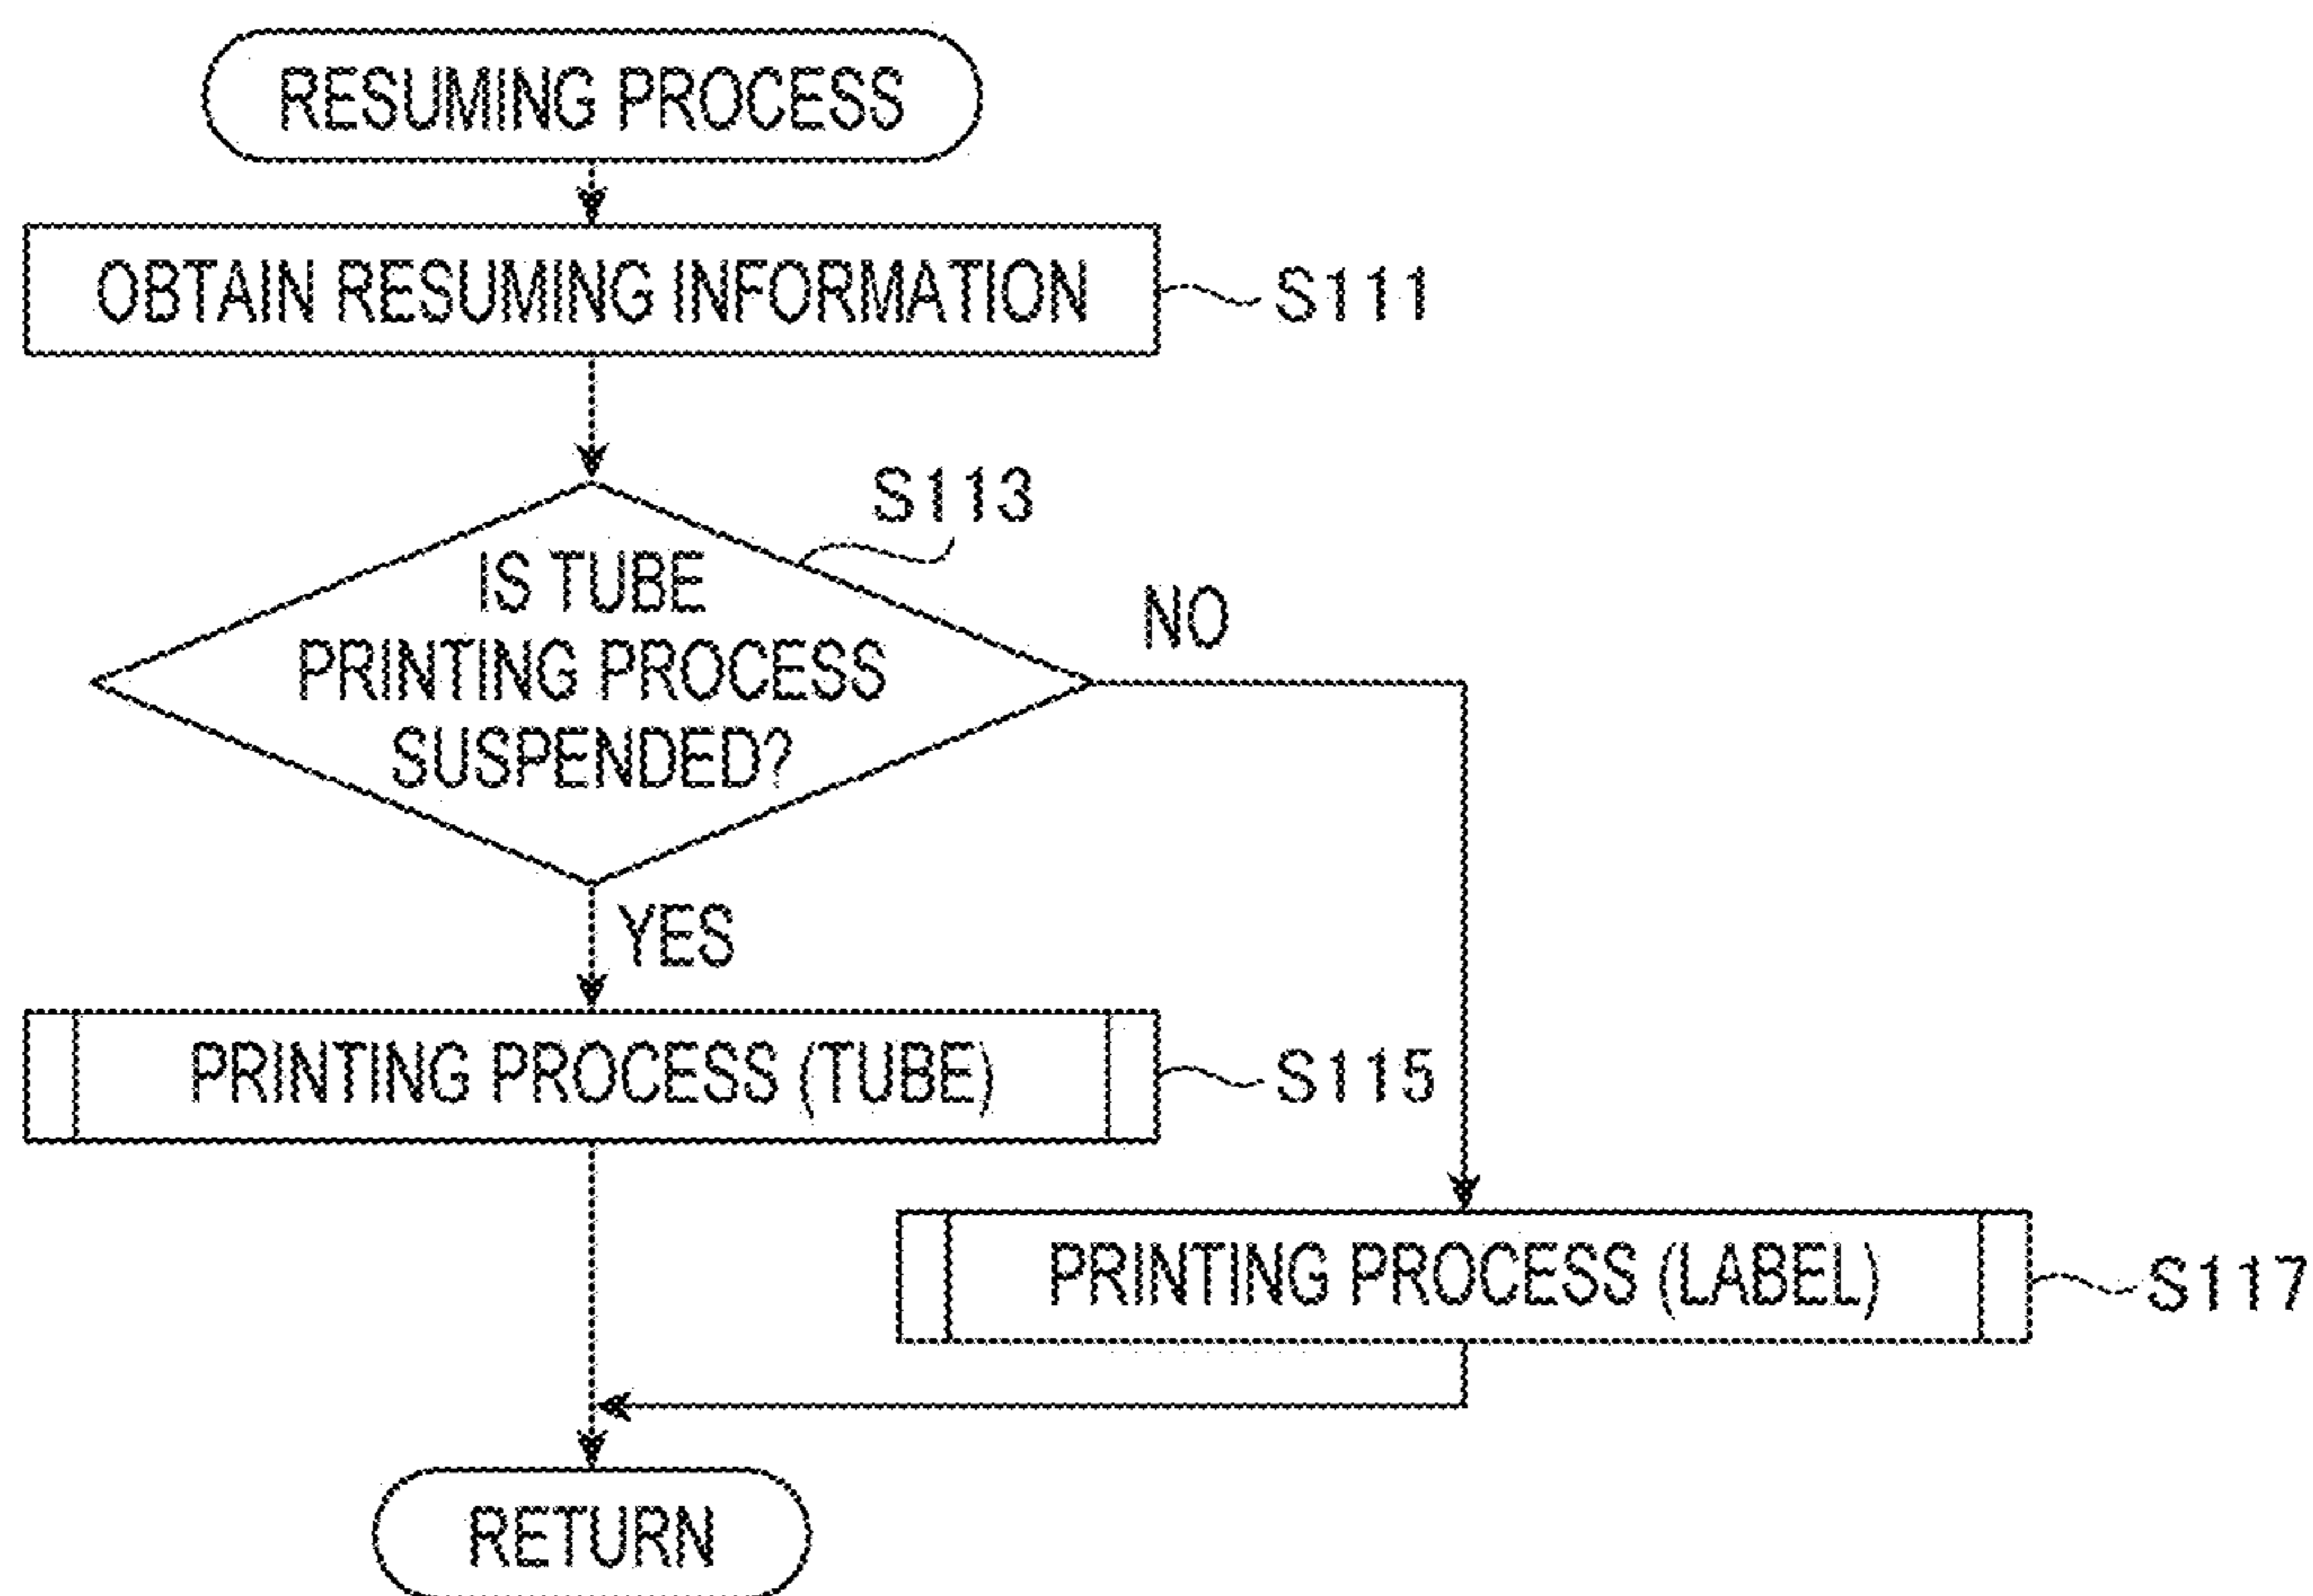 RESUMING PROCESS
OBTAIN RESUMING INFORMATION
S111
S113
IS TUBE
PRINTING PROCESS
SUSPENDED?
NO
YES
PRINTING PROCESS (TUBE)
S115
PRINTING PROCESS (LABEL)
S117
RETURN